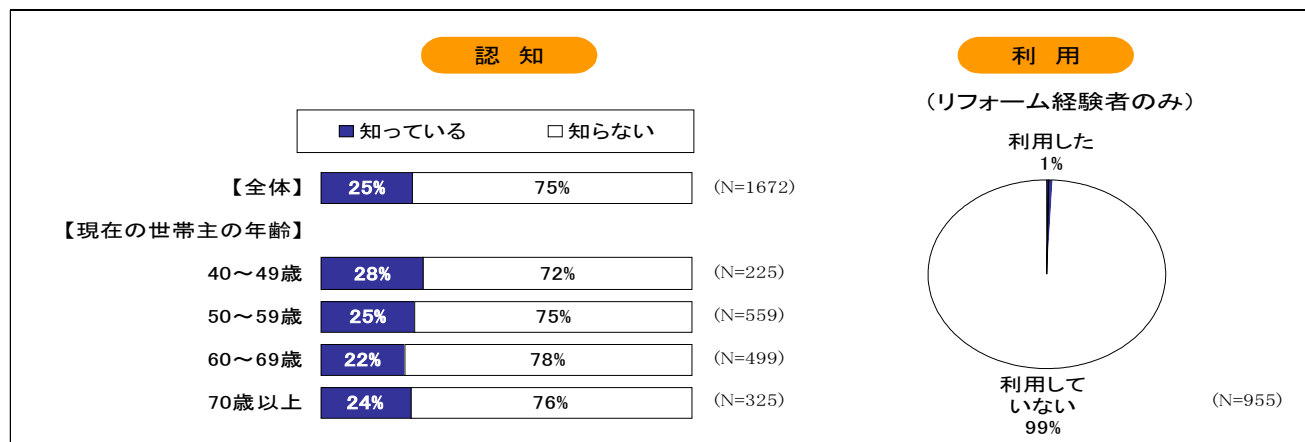 認 知
■知っている □知らない
【全体】 25% 75% (N=1672)
【現在の世帯主の年齢】
40～49歳 28% 72% (N=225)
50～59歳 25% 75% (N=559)
60～69歳 22% 78% (N=499)
70歳以上 24% 76% (N=325)
利 用
(リフォーム経験者のみ)
利用した
1%
利用して
いない
99%
(N=955)